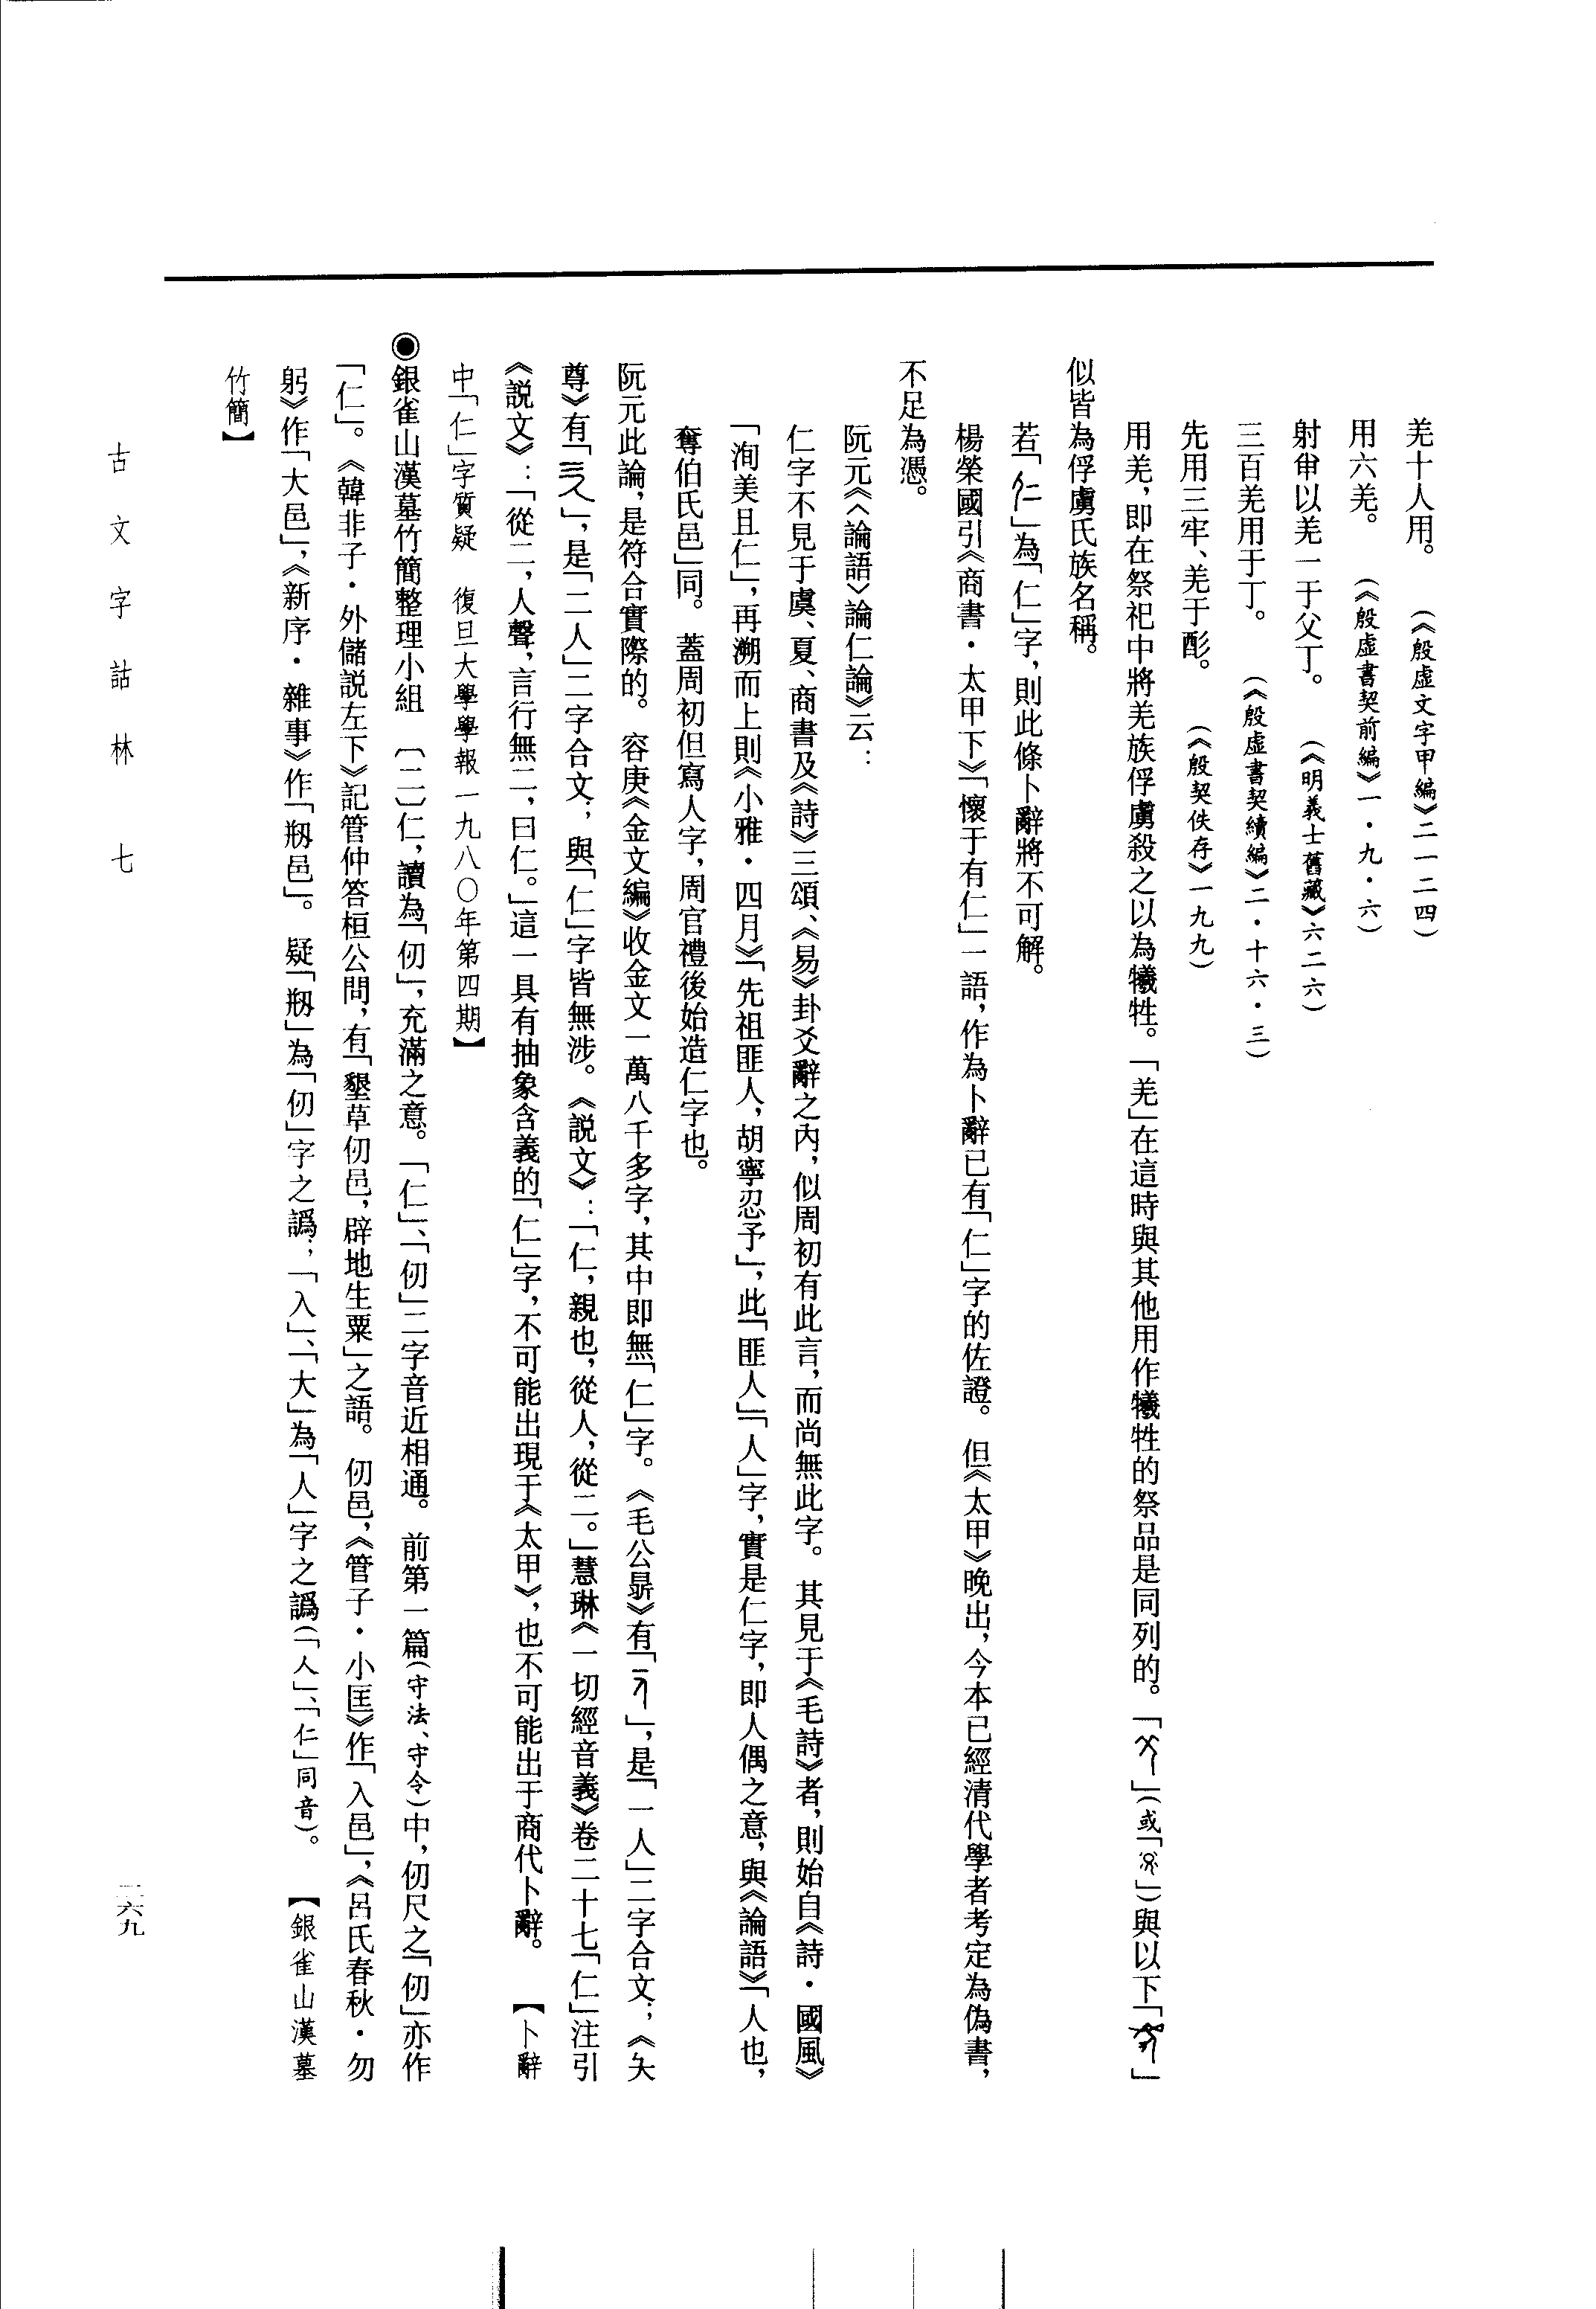 羌十人用。　（《殷虛文字甲編》二一二四）
用六羌。　（《殷虛書契前編》一·九·六）
射以羌一于父丁。　（《明義士舊藏》六二六）
三百羌用于丁。　（《殷虛書契續編》二·十六·三）
先用三牢、羌于酌。　（《殷契佚存》一九九）
用羌，即在祭祀中將羌族俘虜殺之以為犧牲。「羌」在這時與其他用作犧牲的祭品是同列的。「」（或「」）與以下「」
似皆為俘虜氏族名稱。
若「」為「仁」字，則此條卜辭將不可解。
楊榮國引《商書·太甲下》「懷于有仁」一語，作為卜辭已有「仁」字的佐證。但《太甲》晚出，今本已經清代學者考定為偽書，
不足為憑。
阮元《〈論語〉論仁論》云：
仁字不見于虞、夏、商書及《詩》三頌、《易》卦爻辭之內，似周初有此言，而尚無此字。其見于《毛詩》者，則始自《詩·國風》
「洵美且仁」，再溯而上則《小雅·四月》「先祖匪人，胡寧忍予」，此「匪人」「人」字，實是仁字，即人偶之意，與《論語》「人也，
奪伯氏邑」同。蓋周初但寫人字，周官禮後始造仁字也。
阮元此論，是符合實際的。容庚《金文編》收金文一萬八千多字，其中即無「仁」字。《毛公鼎》有「」，是「一人」二字合文；《夨
尊》有「」，是「二人」二字合文；與「仁」字皆無涉。《説文》：「仁，親也，從人，從二。」慧琳《一切經音義》卷二十七「仁」注引
《説文》：「從二，人聲，言行無二，曰仁。」這一具有抽象含義的「仁」字，不可能出現于《太甲》，也不可能出于商代卜辭。　【卜辭
中「仁」字質疑　復旦大學學報一九八〇年第四期】
◉銀雀山漢墓竹簡整理小組　〔二〕仁，讀為「仞」，充滿之意。「仁」、「仞」二字音近相通。前第一篇（守法、守令）中，仞尺之「仞」亦作
「仁」。《韓非子·外儲説左下》記管仲答桓公問，有「墾草仞邑，辟地生粟」之語。仞邑，《管子·小匡》作「入邑」，《呂氏春秋·勿
躬》作「大邑」，《新序·雜事》作「剏邑」。疑「剏」為「仞」字之譌；「入」、「大」為「人」字之譌（「人」、「仁」同音）。　【銀雀山漢墓
竹簡】
古文字詁林　七
二六九